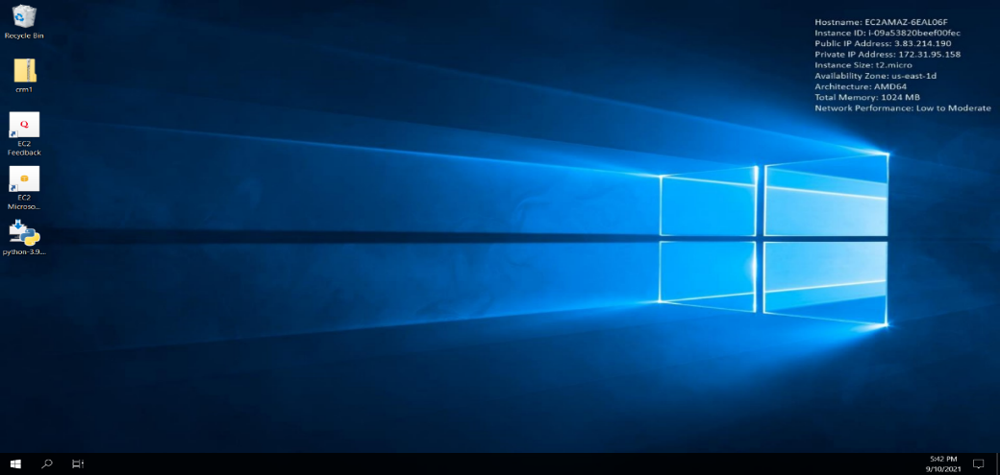 Recycle Bin
crm1
Q
EC2
Feedback
EC2
Microso...
python-3.9....
Hostname: EC2AMAZ-6EAL06F
Instance ID: i-09a53820beef00fec
Public IP Address: 3.83.214.190
Private IP Address: 172.31.95.158
Instance Size: t2.micro
Availability Zone: us-east-1d
Architecture: AMD64
Total Memory: 1024 MB
Network Performance: Low to Moderate
5:42 PM
9/10/2021